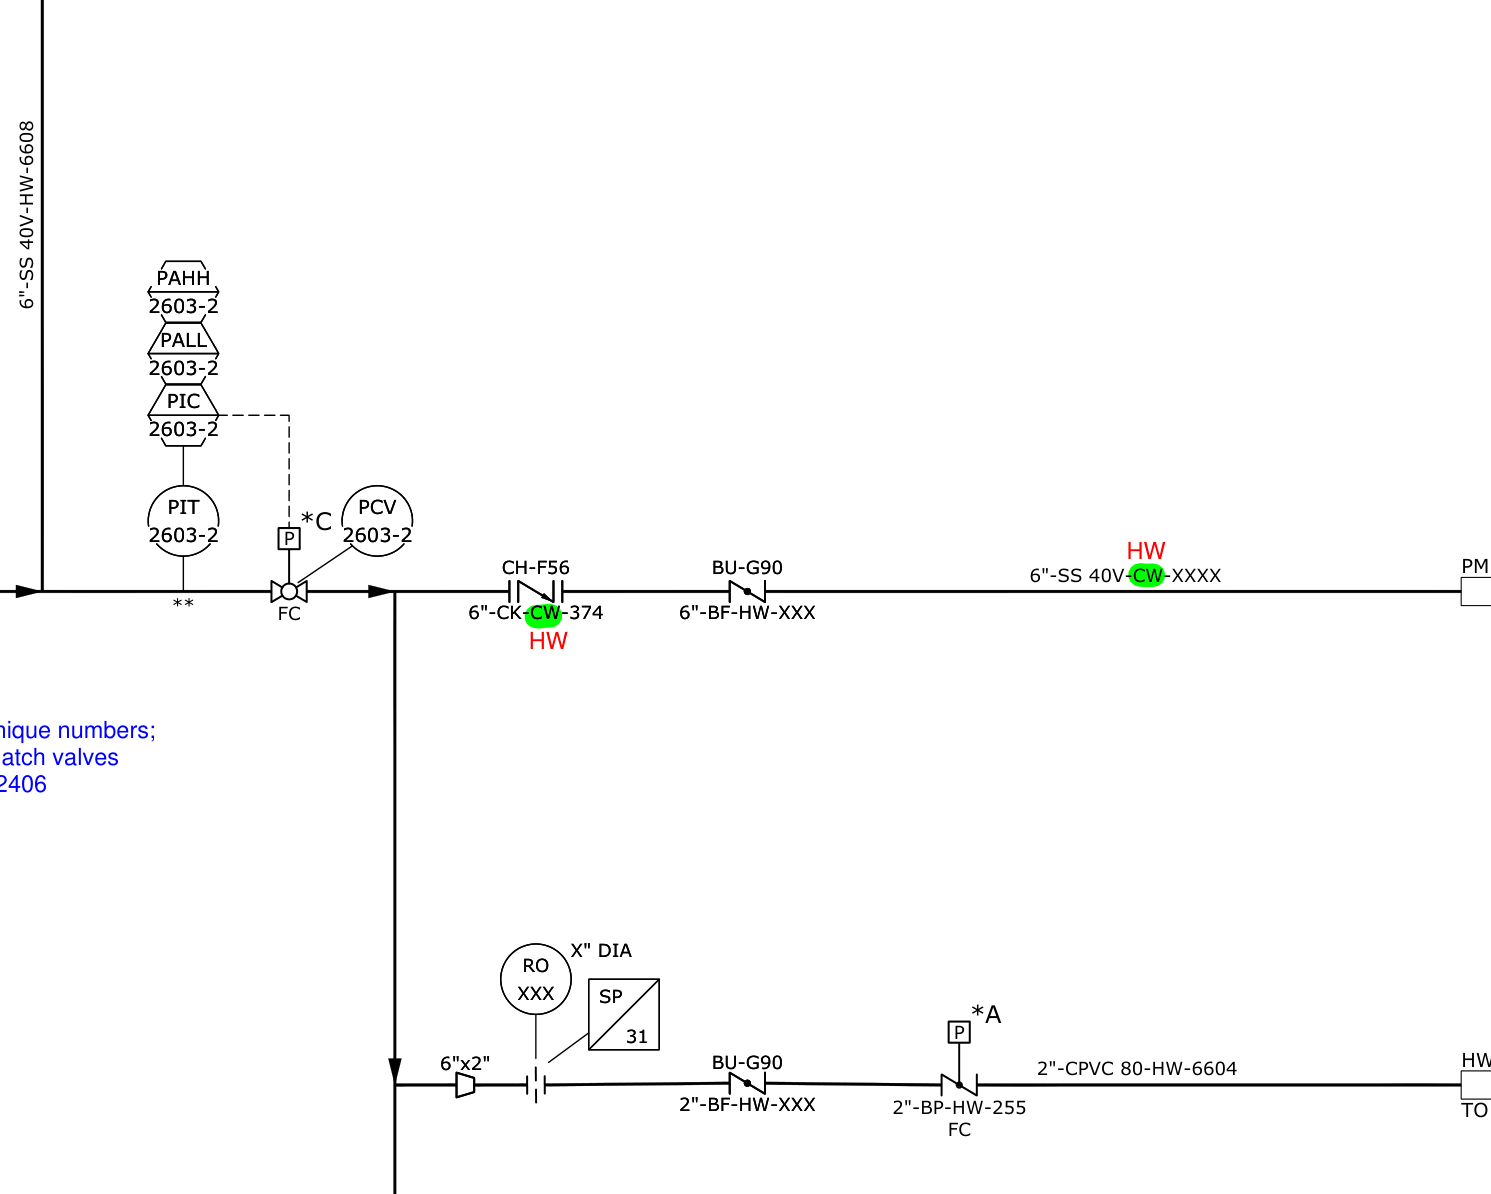 6"-SS 40V-HW-6608
PAHH
2603-2
PALL
2603-2
PIC
2603-2
PIT
2603-2
**
P
*C
FC
PCV
2603-2
CH-F56
6"-CK-CW-374
HW
BU-G90
6"-BF-HW-XXX
HW
6"-SS 40V-CW-XXXX
PM
nique numbers;
atch valves
2406
RO
XXX
X" DIA
SP
31
6"x2"
BU-G90
2"-BF-HW-XXX
P
*A
2"-BP-HW-255
FC
2"-CPVC 80-HW-6604
HW
TO